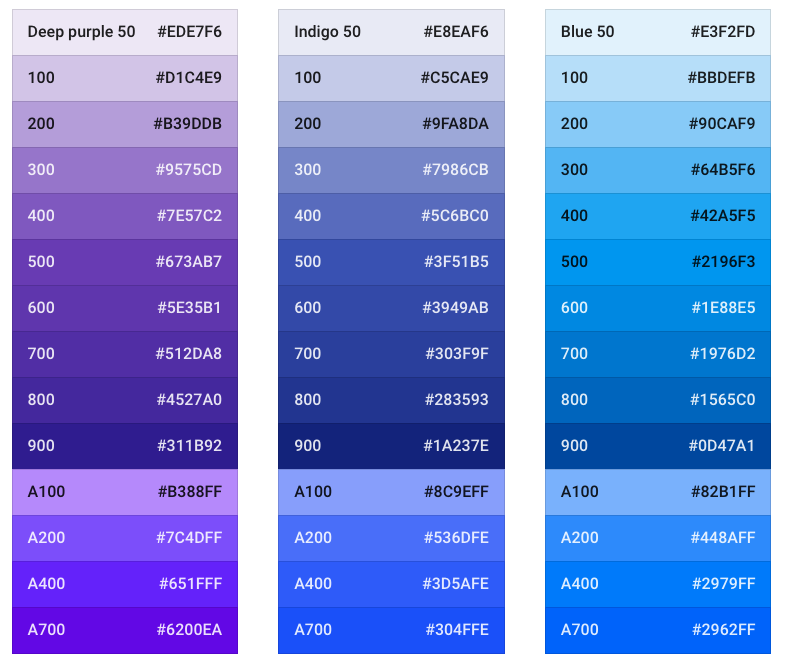 Deep purple 50 #EDE7F6
100 #D1C4E9
200 #B39DDB
300 #9575CD
400 #7E57C2
500 #673AB7
600 #5E35B1
700 #512DA8
800 #4527A0
900 #311B92
A100 #B388FF
A200 #7C4DFF
A400 #651FFF
A700 #6200EA
Indigo 50 #E8EAF6
100 #C5CAE9
200 #9FA8DA
300 #7986CB
400 #5C6BC0
500 #3F51B5
600 #3949AB
700 #303F9F
800 #283593
900 #1A237E
A100 #8C9EFF
A200 #536DFE
A400 #3D5AFE
A700 #304FFE
Blue 50 #E3F2FD
100 #BBDEFB
200 #90CAF9
300 #64B5F6
400 #42A5F5
500 #2196F3
600 #1E88E5
700 #1976D2
800 #1565C0
900 #0D47A1
A100 #82B1FF
A200 #448AFF
A400 #2979FF
A700 #2962FF